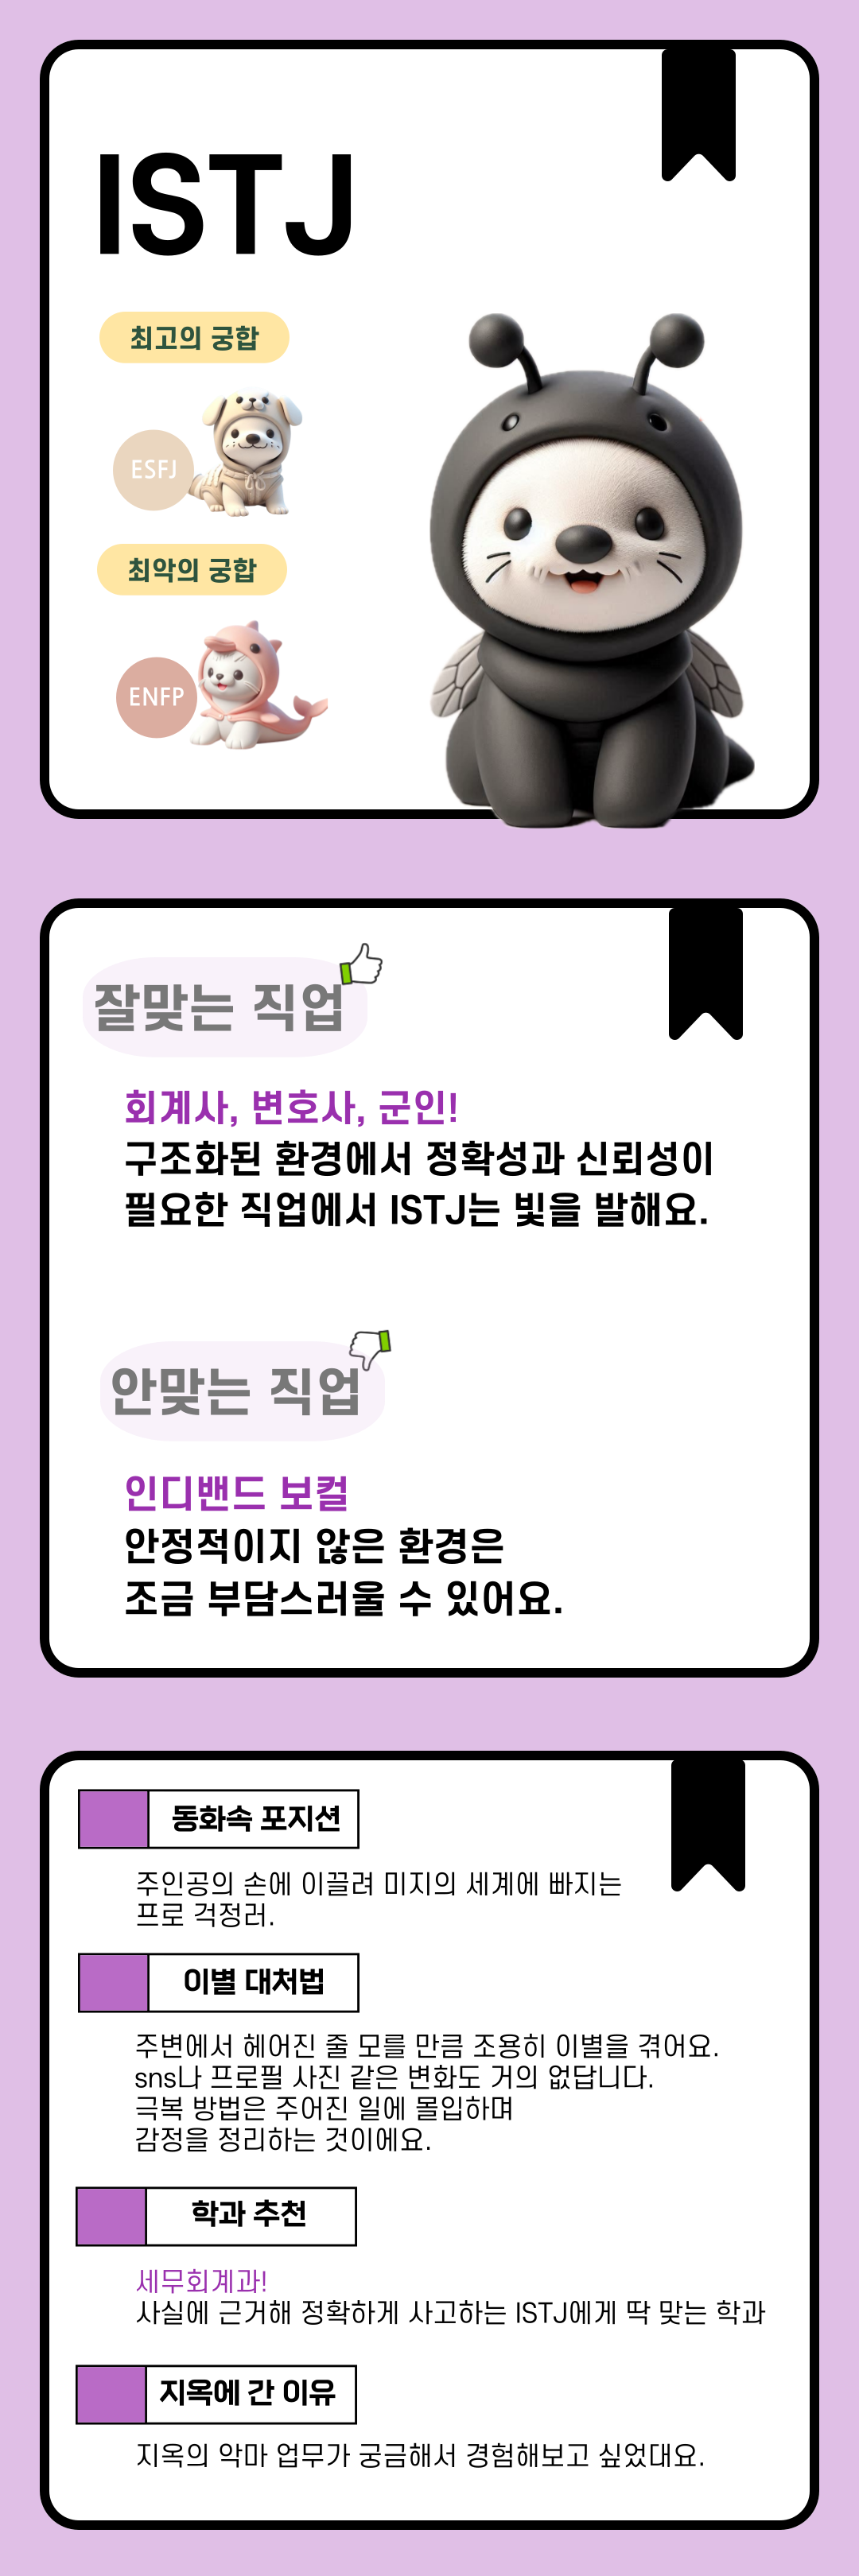 ISTJ
최고의 궁합
ESFJ
최악의 궁합
ENFP
잘맞는 직업
회계사, 변호사, 군인!
구조화된 환경에서 정확성과 신뢰성이
필요한 직업에서 ISTJ는 빛을 발해요.
안맞는 직업
인디밴드 보컬
안정적이지 않은 환경은
조금 부담스러울 수 있어요.
동화속 포지션
주인공의 손에 이끌려 미지의 세계에 빠지는
프로 걱정러.
이별 대처법
주변에서 헤어진 줄 모를 만큼 조용히 이별을 겪어요.
sns나 프로필 사진 같은 변화도 거의 없답니다.
극복 방법은 주어진 일에 몰입하며
감정을 정리하는 것이에요.
학과 추천
세무회계과!
사실에 근거해 정확하게 사고하는 ISTJ에게 딱 맞는 학과
지옥에 간 이유
지옥의 악마 업무가 궁금해서 경험해보고 싶었대요.